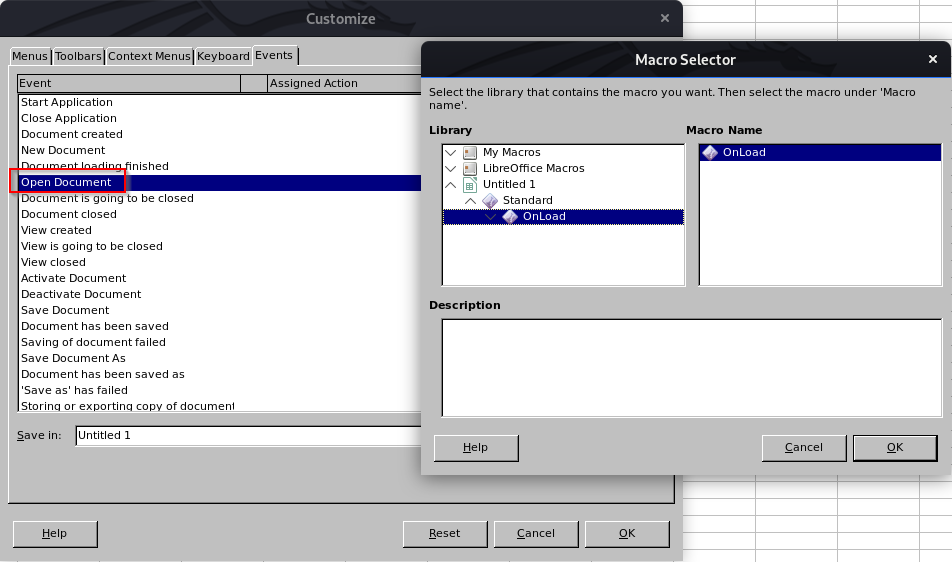 Customize
Menus Toolbars Context Menus Keyboard Events
Event Assigned Action
Start Application
Close Application
Document created
New Document
Document loading finished
Open Document
Document is going to be closed
Document closed
View created
View is going to be closed
View closed
Activate Document
Deactivate Document
Save Document
Document has been saved
Saving of document failed
Save Document As
Document has been saved as
'Save as' has failed
Storing or exporting copy of document
Save in: Untitled 1
Help Reset Cancel OK
Macro Selector
Select the library that contains the macro you want. Then select the macro under 'Macro
name'.
Library
My Macros
LibreOffice Macros
Untitled 1
Standard
OnLoad
Macro Name
OnLoad
Description
Help Cancel OK